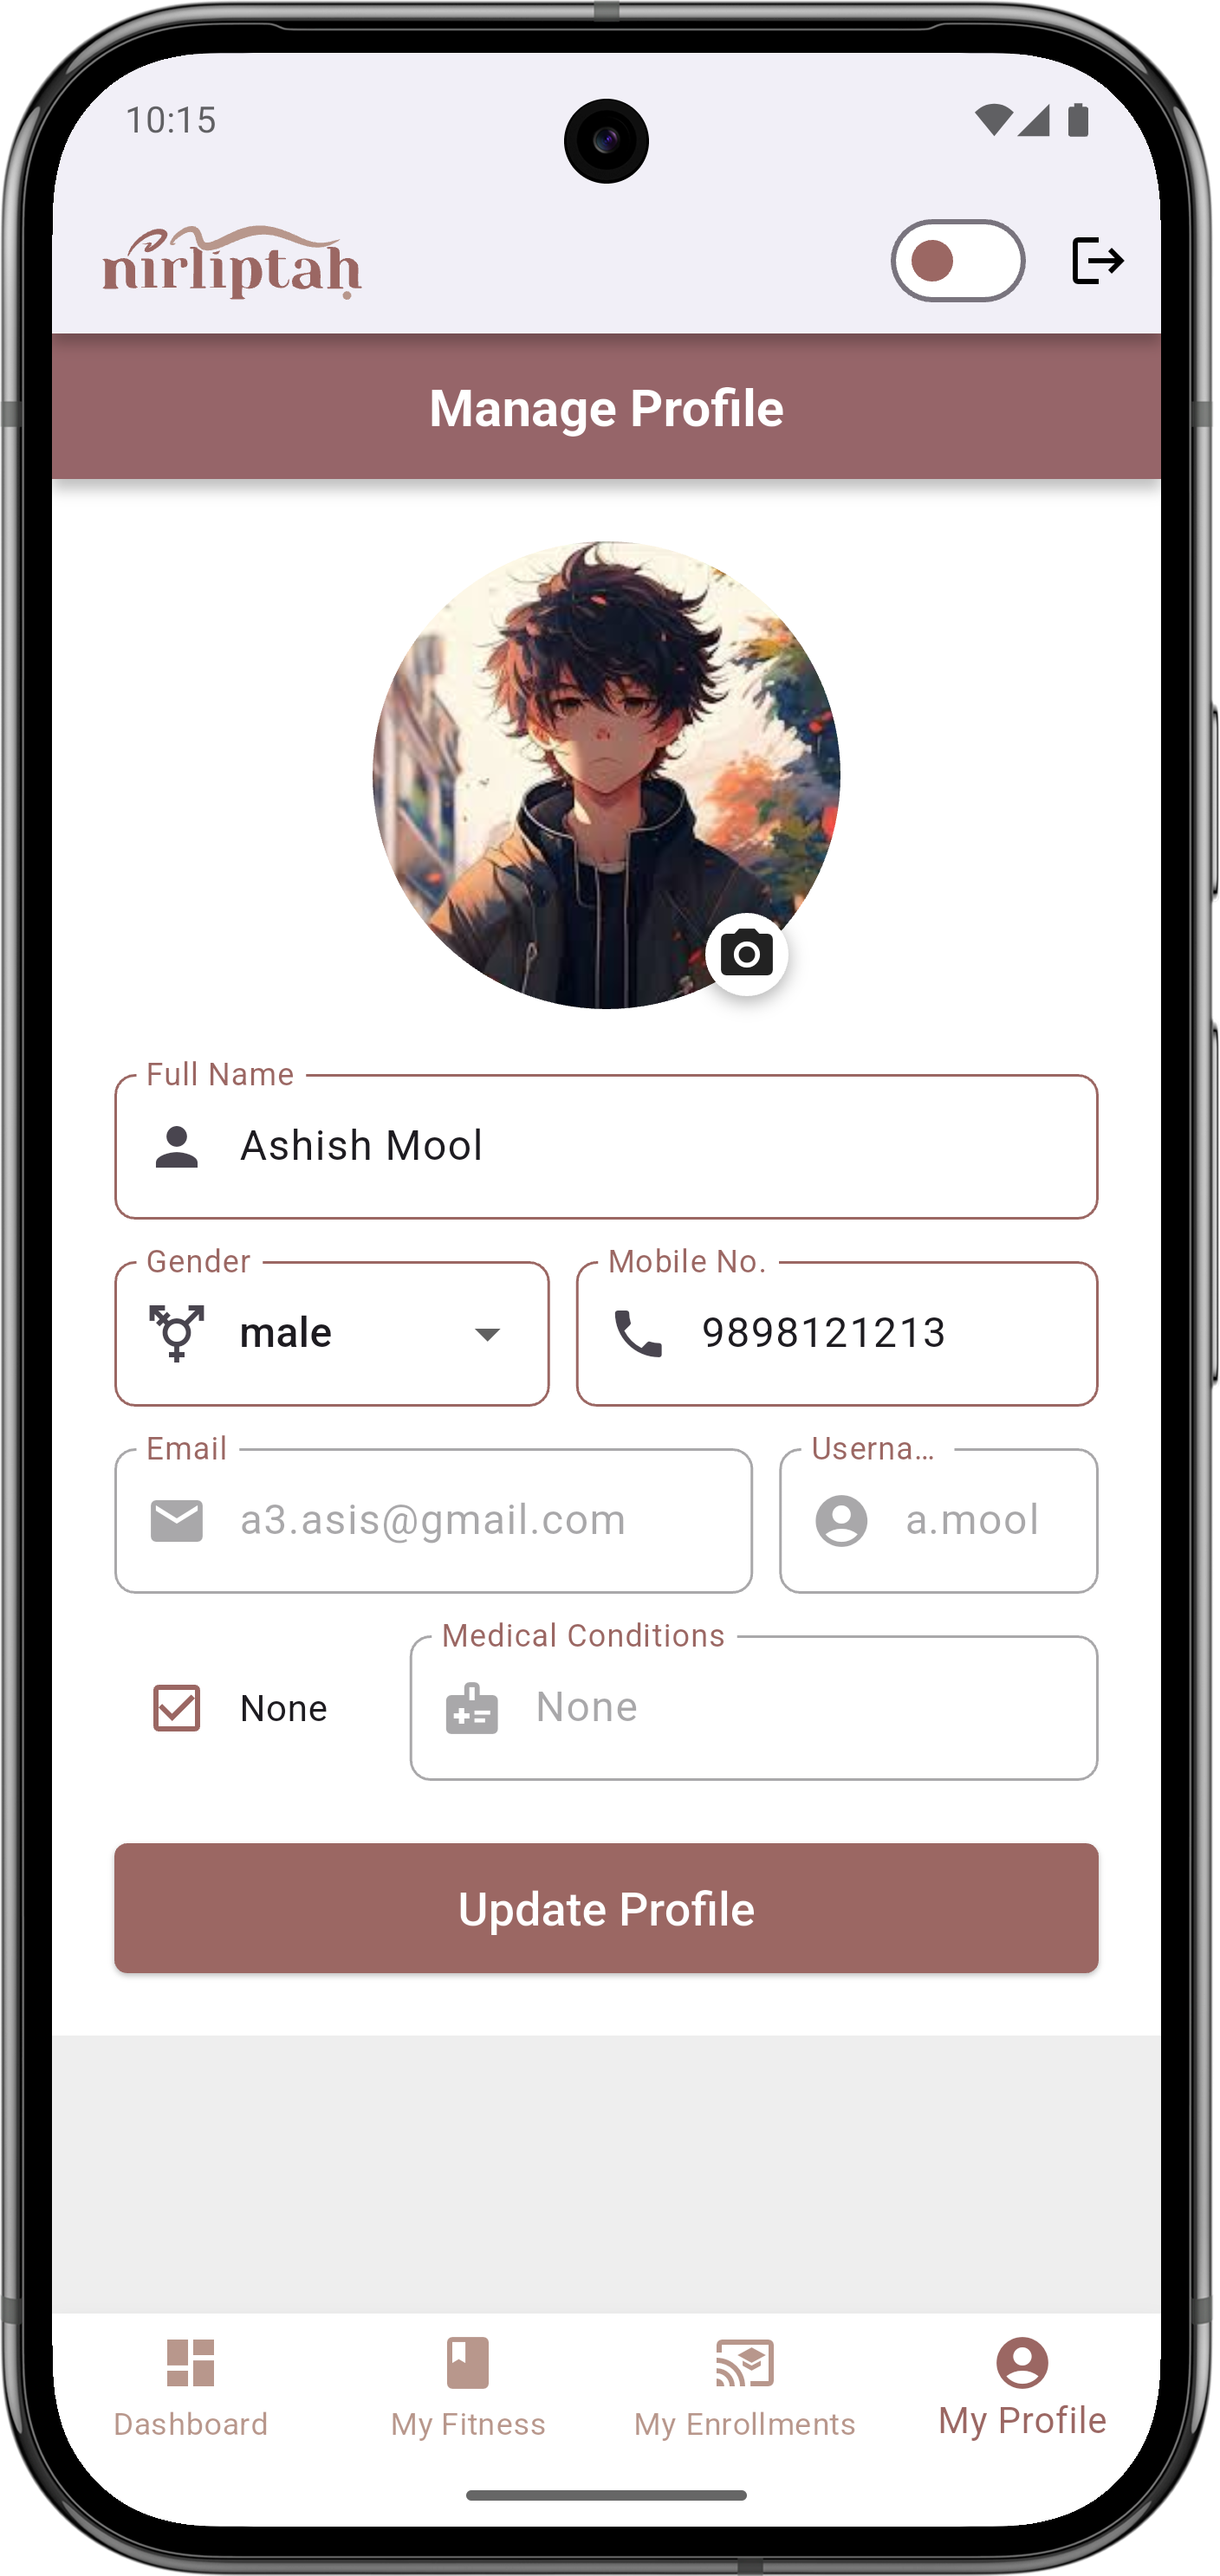 10:15
nirliptaḥ
Manage Profile
Full Name
Ashish Mool
Gender
Mobile No.
male
9898121213
Email
Userna...
a3.asis@gmail.com
a.mool
Medical Conditions
None
None
Update Profile
Dashboard
My Fitness
My Enrollments
My Profile